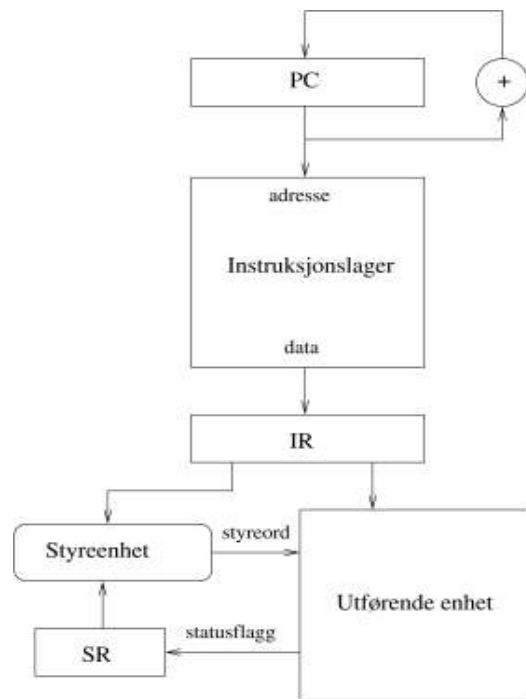 PC
+
adresse
Instruksjonslager
data
IR
styreord
Styreenhet
Utførende enhet
statusflagg
SR